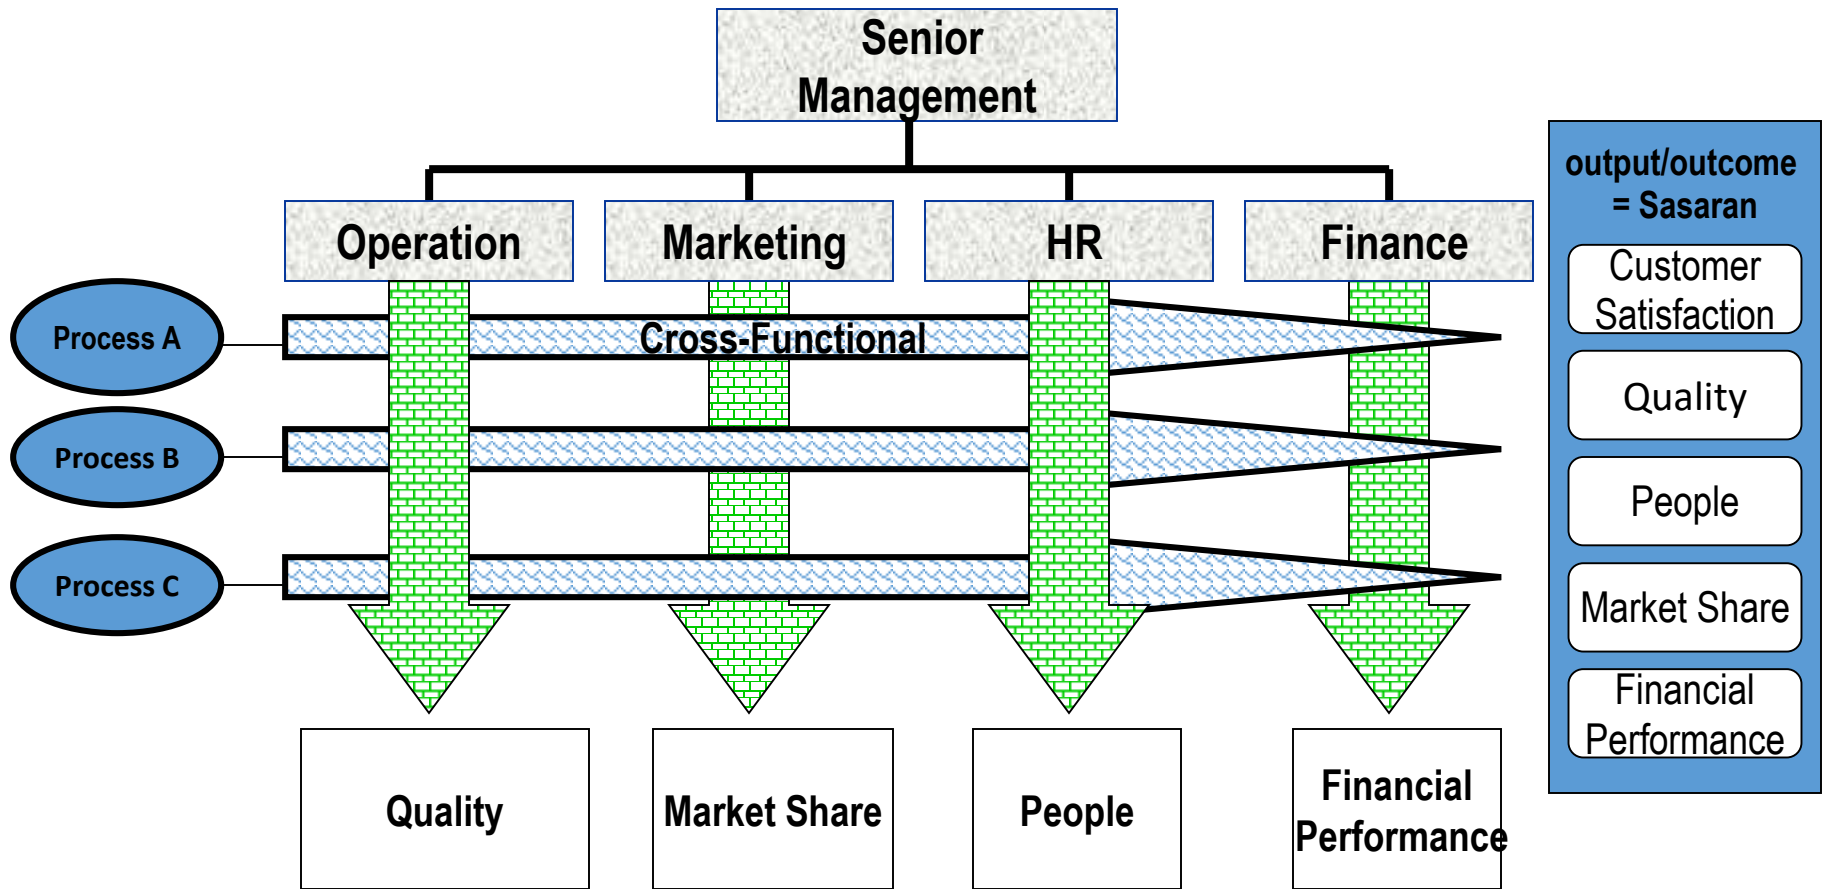 Senior
Management
Operation
Marketing
HR
Finance
Process A
Cross-Functional
Process B
Process C
Quality
Market Share
People
Financial
Performance
output/outcome
= Sasaran
Customer
Satisfaction
Quality
People
Market Share
Financial
Performance